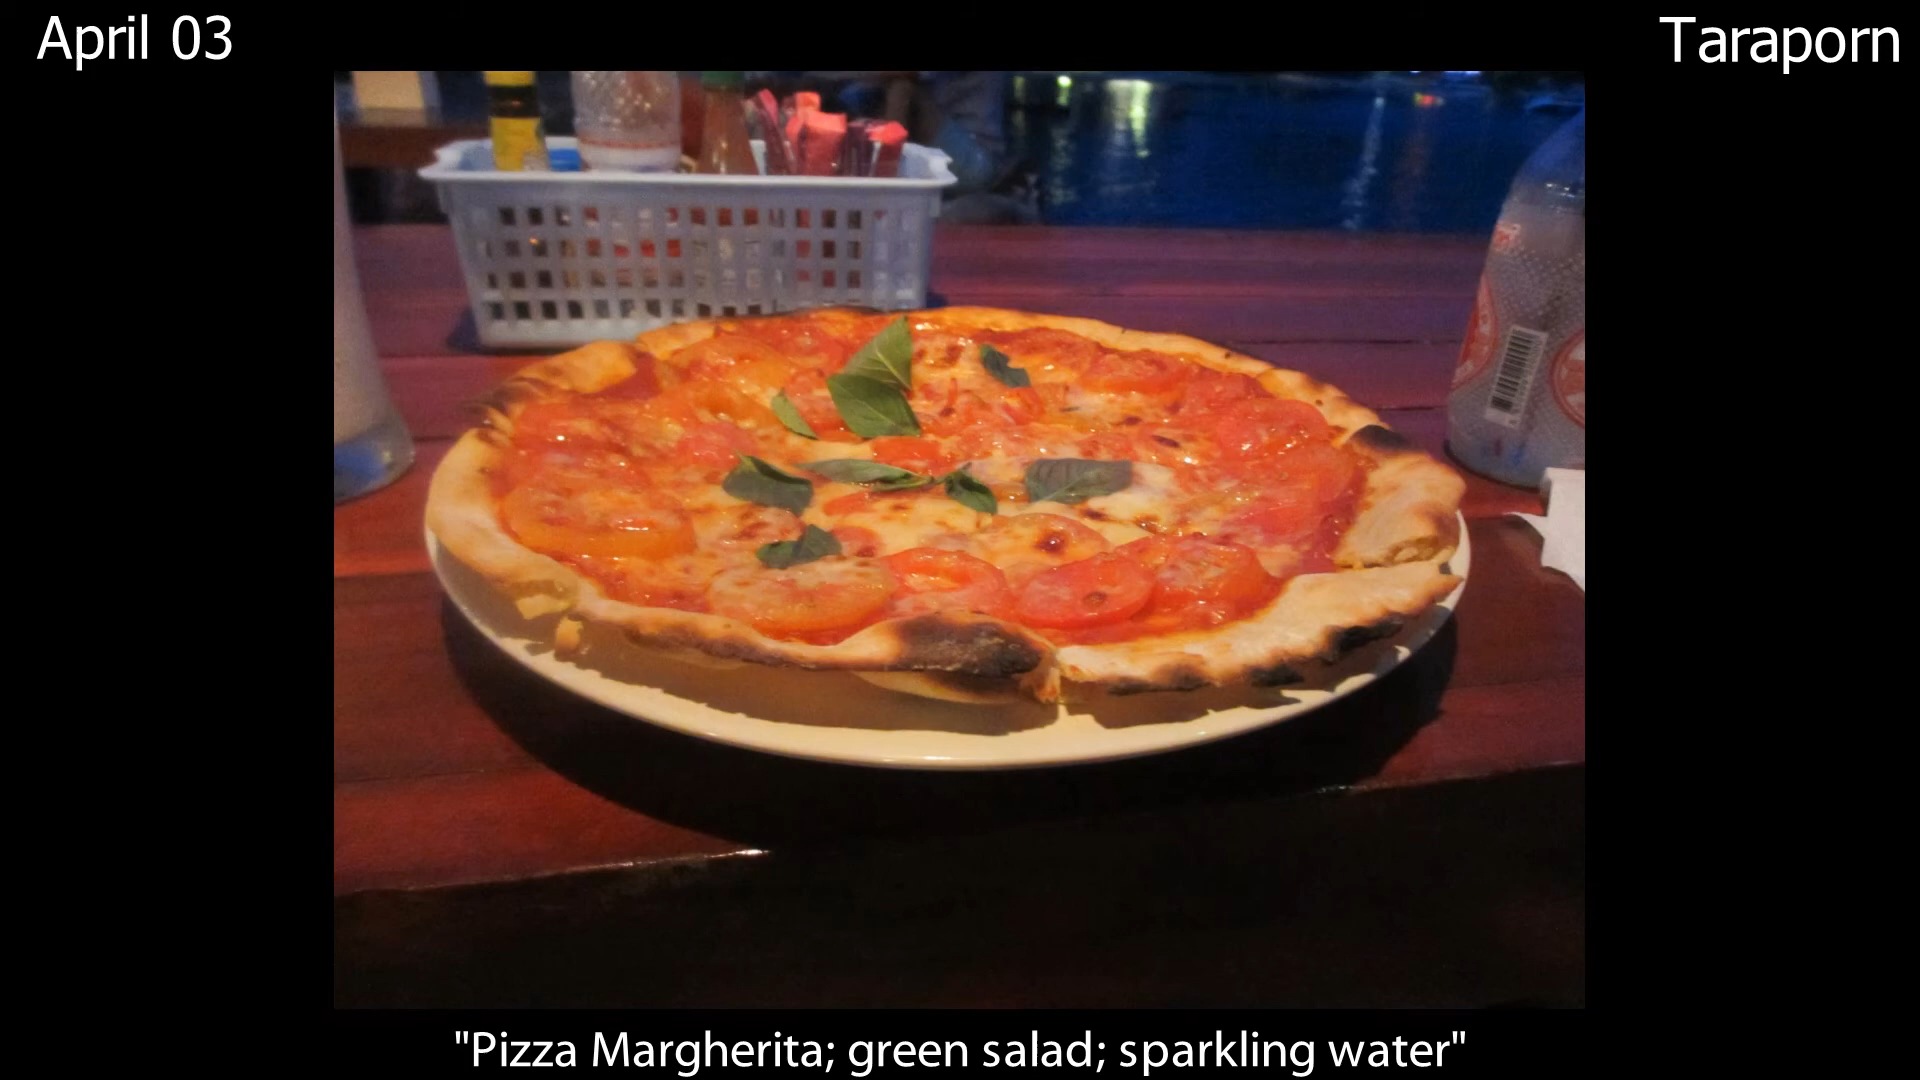 April 03
Taraporn
"Pizza Margherita; green salad; sparkling water"